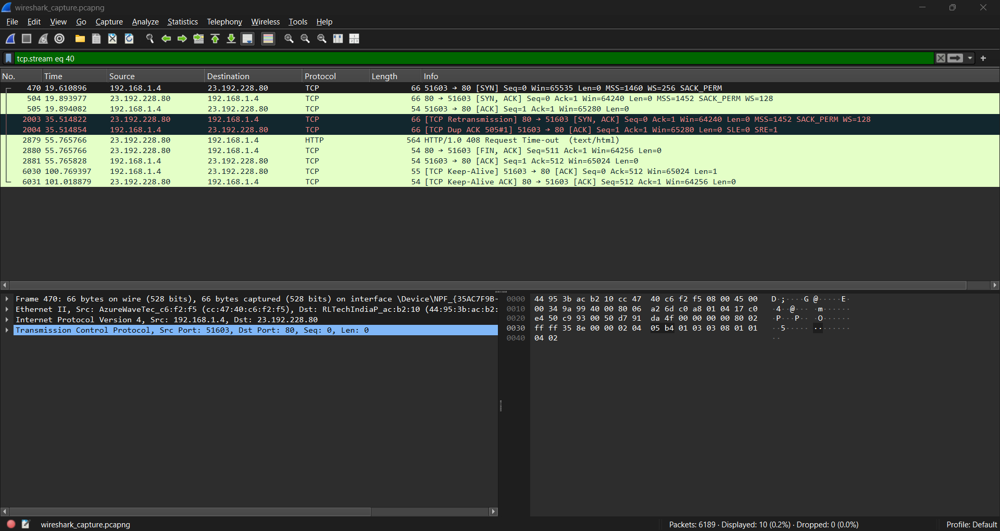 wireshark_capture.pcapng
File Edit View Go Capture Analyze Statistics Telephony Wireless Tools Help
tcp.stream eq 40
No. Time Source Destination Protocol Length Info
470 19.610896 192.168.1.4 23.192.228.80 TCP 66 51603 → 80 [SYN] Seq=0 Win=65535 Len=0 MSS=1460 WS=256 SACK_PERM
504 19.893977 23.192.228.80 192.168.1.4 TCP 66 80 → 51603 [SYN, ACK] Seq=0 Ack=1 Win=64240 Len=0 MSS=1452 SACK_PERM WS=128
505 19.894082 192.168.1.4 23.192.228.80 TCP 54 51603 → 80 [ACK] Seq=1 Ack=1 Win=65280 Len=0
2003 35.514822 23.192.228.80 192.168.1.4 TCP 66 [TCP Retransmission] 80 → 51603 [SYN, ACK] Seq=0 Ack=1 Win=64240 Len=0 MSS=1452 SACK_PERM WS=128
2004 35.514854 192.168.1.4 23.192.228.80 TCP 66 [TCP Dup ACK 505#1] 51603 → 80 [ACK] Seq=1 Ack=1 Win=65280 Len=0 SLE=0 SRE=1
2879 55.765766 23.192.228.80 192.168.1.4 HTTP 564 HTTP/1.0 408 Request Time-out (text/html)
2880 55.765766 23.192.228.80 192.168.1.4 TCP 54 80 → 51603 [FIN, ACK] Seq=511 Ack=1 Win=64256 Len=0
2881 55.765828 192.168.1.4 23.192.228.80 TCP 54 51603 → 80 [ACK] Seq=1 Ack=512 Win=65024 Len=0
6030 100.769397 192.168.1.4 23.192.228.80 TCP 55 [TCP Keep-Alive] 51603 → 80 [ACK] Seq=0 Ack=512 Win=65024 Len=1
6031 101.018879 23.192.228.80 192.168.1.4 TCP 54 [TCP Keep-Alive ACK] 80 → 51603 [ACK] Seq=512 Ack=1 Win=64256 Len=0
Frame 470: 66 bytes on wire (528 bits), 66 bytes captured (528 bits) on interface \Device\NPF_{35AC7F9B-
Ethernet II, Src: AzureWaveTec_c6:f2:f5 (cc:47:40:c6:f2:f5), Dst: RLTechIndiaP_ac:b2:10 (44:95:3b:ac:b2:
Internet Protocol Version 4, Src: 192.168.1.4, Dst: 23.192.228.80
Transmission Control Protocol, Src Port: 51603, Dst Port: 80, Seq: 0, Len: 0
0000 44 95 3b ac b2 10 cc 47 40 c6 f2 f5 08 00 45 00 D·;····G @·····E·
0010 00 34 9a 99 40 00 80 06 a2 6d c0 a8 01 04 17 c0 ·4··@··· ·m······
0020 e4 50 c9 93 00 50 d7 91 da 4f 00 00 00 00 80 02 ·P···P·· ·O······
0030 ff ff 35 8e 00 00 02 04 05 b4 01 03 03 08 01 01 ··5····· ········
0040 04 02 ··
wireshark_capture.pcapng
Packets: 6189 · Displayed: 10 (0.2%) · Dropped: 0 (0.0%)
Profile: Default